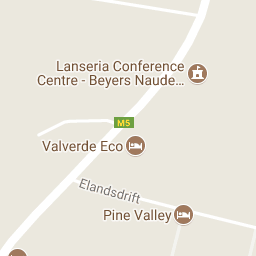 Lanseria Conference
Centre - Beyers Naude...
M5
Valverde Eco
Elandsdrift
Pine Valley